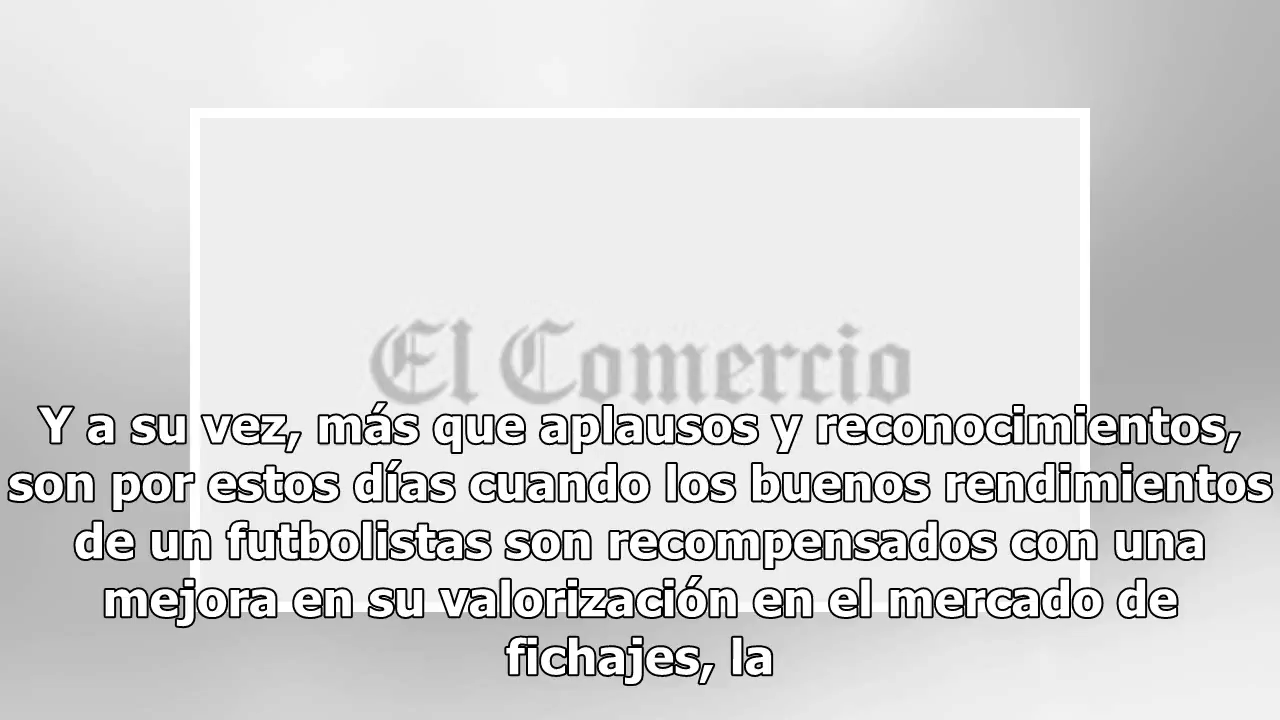 El Comercio
Y a su vez, más que aplausos y reconocimientos,
son por estos días cuando los buenos rendimientos
de un futbolistas son recompensados con una
mejora en su valorización en el mercado de
fichajes, la